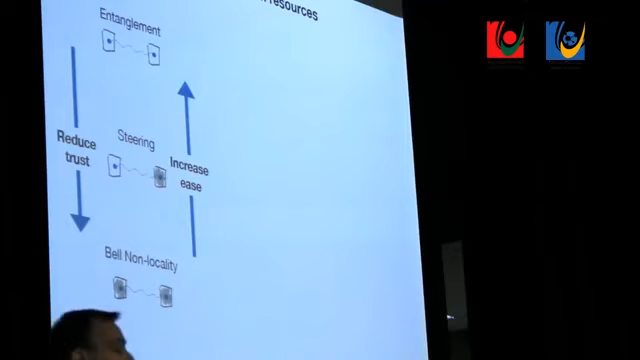 resources
Entanglement
Steering
Reduce
trust
Increase
ease
Bell Non-locality